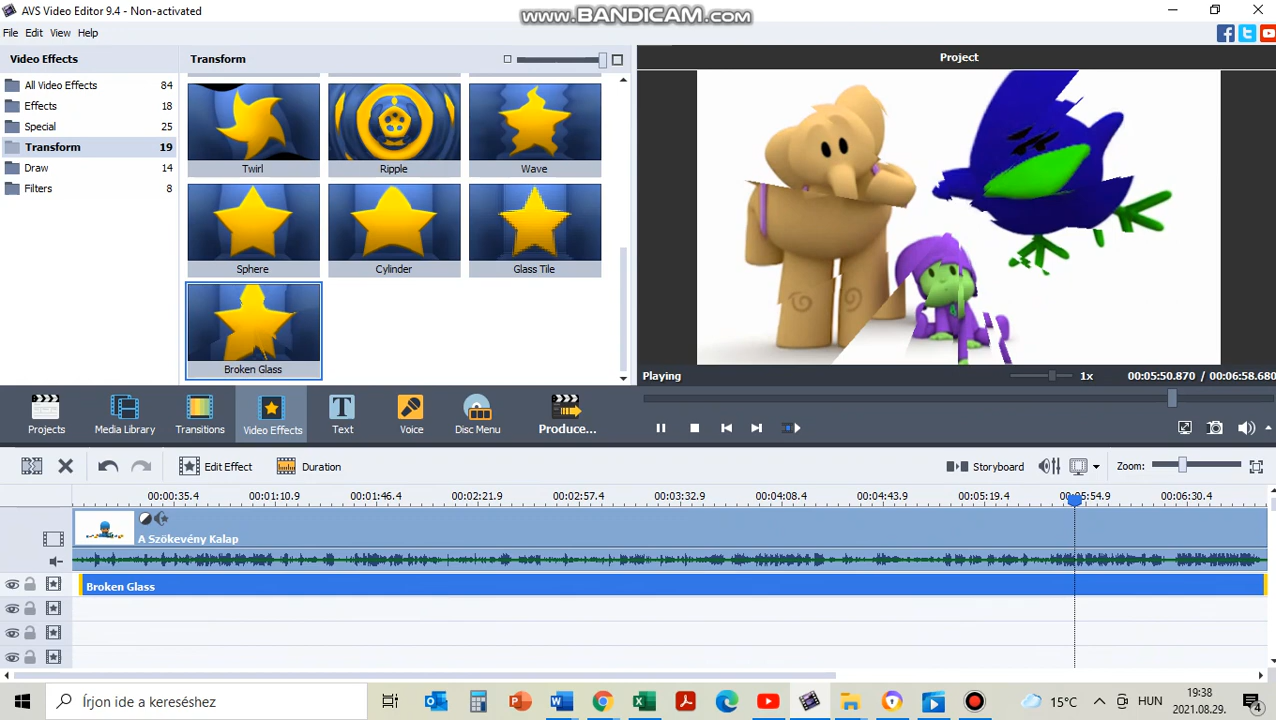 AVS Video Editor 9.4 - Non-activated
www.BANDICAM.com
File Edit View Help
Video Effects
All Video Effects 84
Effects 18
Special 25
Transform 19
Draw 14
Filters 8
Transform
Twirl Ripple Wave
Sphere Cylinder Glass Tile
Broken Glass
Project
Playing 1x 00:05:50.870 / 00:06:58.680
Projects Media Library Transitions Video Effects Text Voice Disc Menu Produce...
Edit Effect Duration Storyboard Zoom:
00:00:35.4 00:01:10.9 00:01:46.4 00:02:21.9 00:02:57.4 00:03:32.9 00:04:08.4 00:04:43.9 00:05:19.4 00:05:54.9 00:06:30.4
A Szökevény Kalap
Broken Glass
Írjon ide a kereséshez
15°C HUN 19:38
2021.08.29.
4